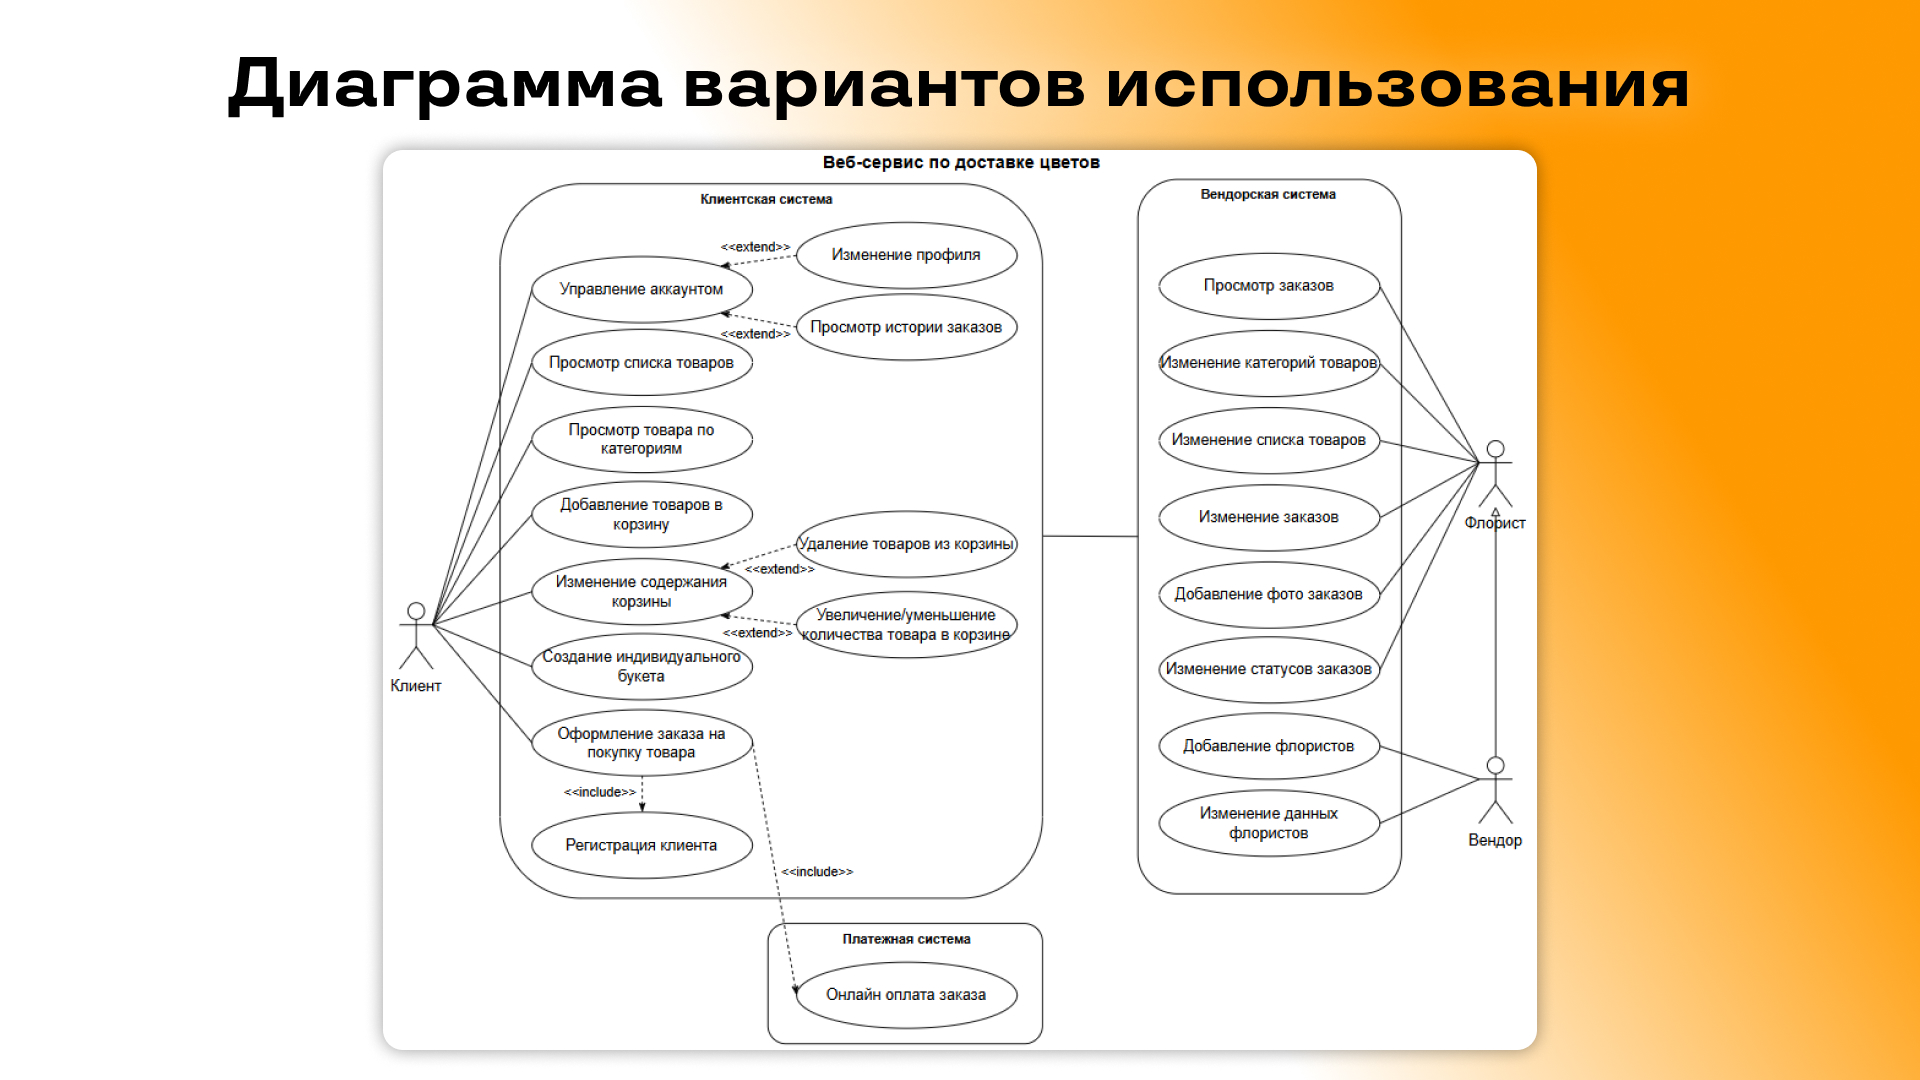 Диаграмма вариантов использования
Веб-сервис по доставке цветов
Клиентская система
<<extend>>
Изменение профиля
Управление аккаунтом
Просмотр истории заказов
<<extend>>
Просмотр списка товаров
Просмотр товара по
категориям
Добавление товаров в
корзину
Удаление товаров из корзины
<<extend>>
Изменение содержания
корзины
Увеличение/уменьшение
количества товара в корзине
<<extend>>
Создание индивидуального
букета
Клиент
Оформление заказа на
покупку товара
<<include>>
Регистрация клиента
<<include>>
Платежная система
Онлайн оплата заказа
Вендорская система
Просмотр заказов
Изменение категорий товаров
Изменение списка товаров
Изменение заказов
Флорист
Добавление фото заказов
Изменение статусов заказов
Добавление флористов
Изменение данных
флористов
Вендор